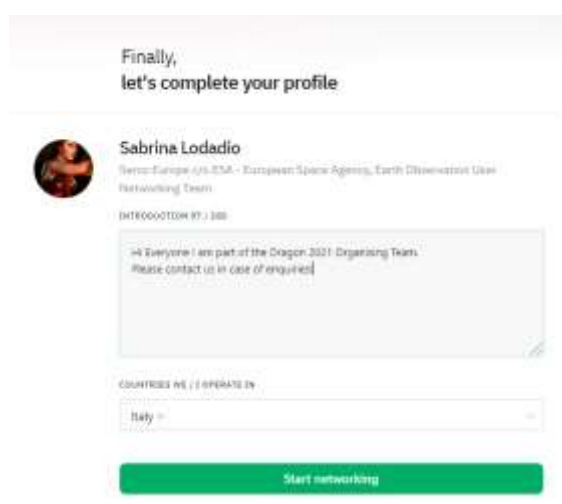 Finally,
let's complete your profile
Sabrina Lodadio
Serco Europe c/o ESA - European Space Agency, Earth Observation User
Networking Team
INTRODUCTION 97 / 300
Hi Everyone I am part of the Dragon 2021 Organising Team.
Please contact us in case of enquiries
COUNTRIES WE / I OPERATE IN
Italy ×
Start networking